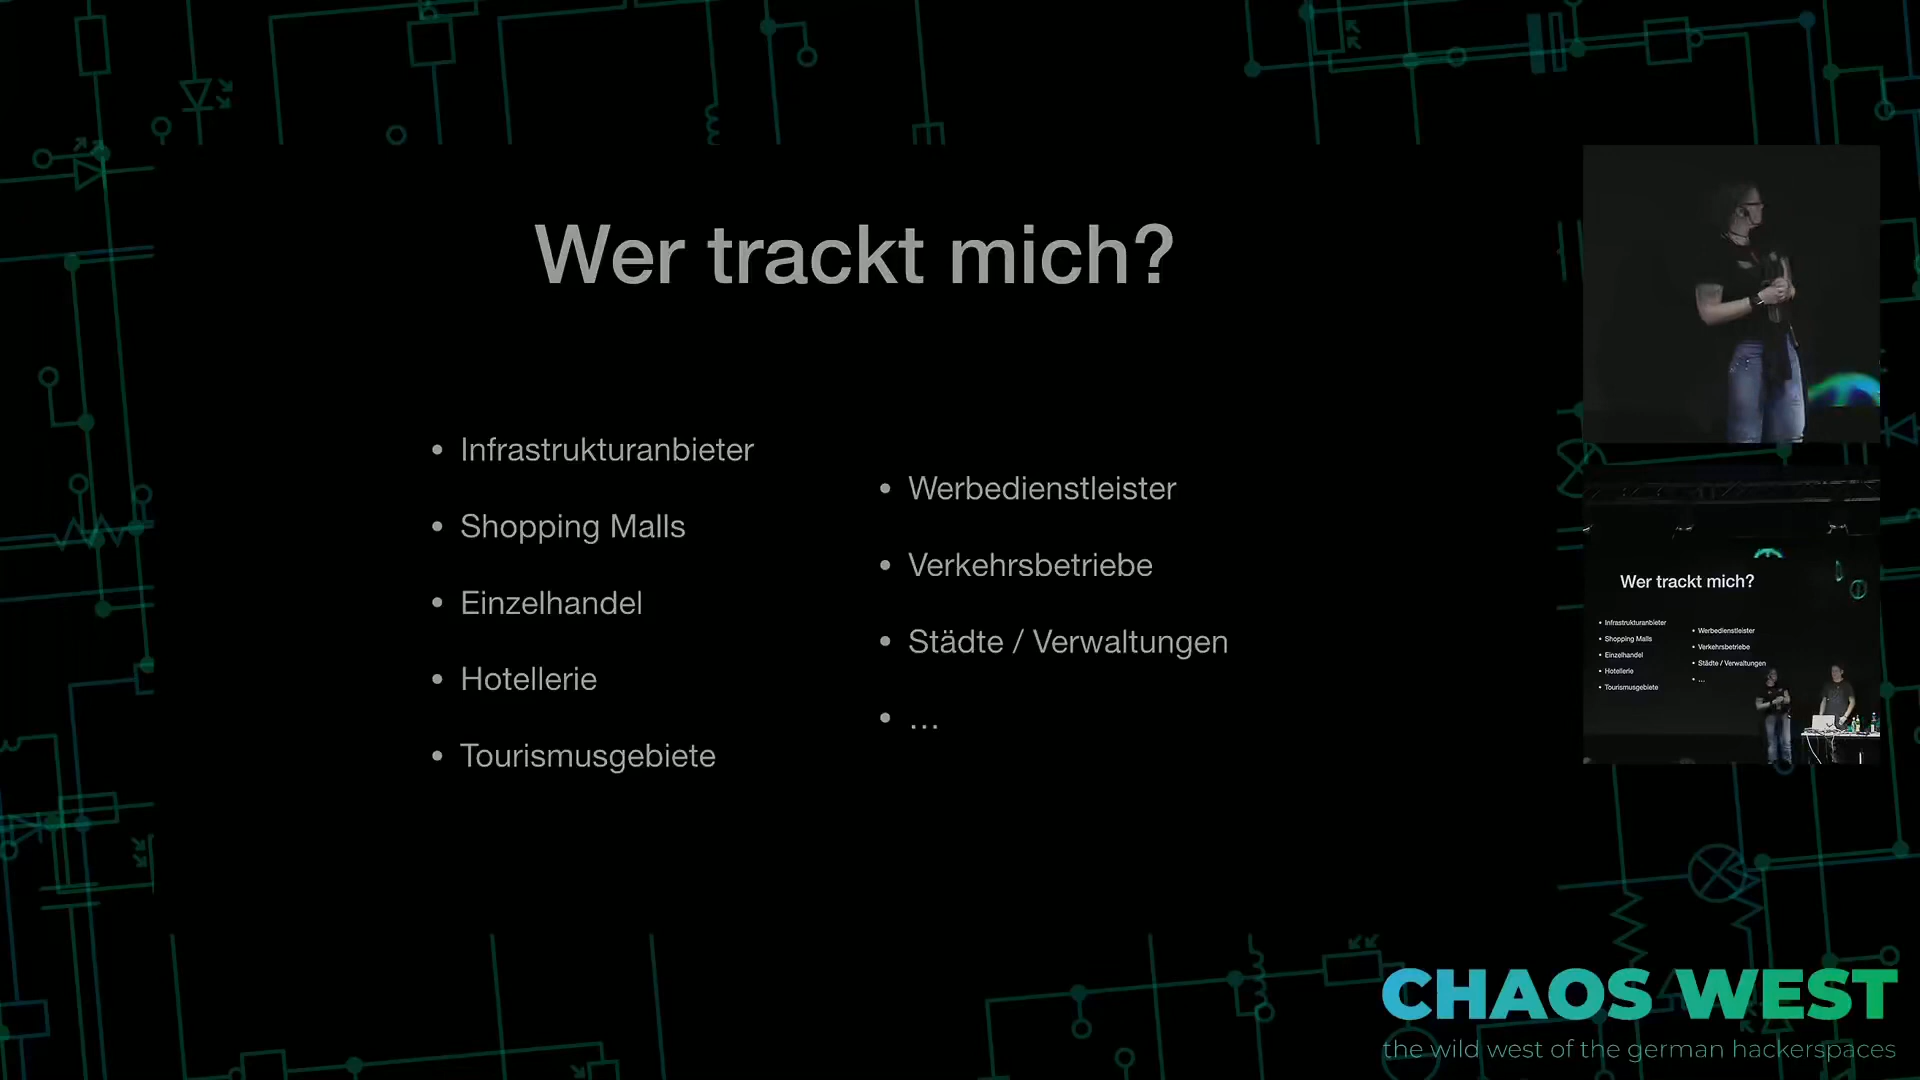 Wer trackt mich?
• Infrastrukturanbieter
• Shopping Malls
• Einzelhandel
• Hotellerie
• Tourismusgebiete
• Werbedienstleister
• Verkehrsbetriebe
• Städte / Verwaltungen
• ...
Wer trackt mich?
• Infrastrukturanbieter
• Shopping Malls
• Einzelhandel
• Hotellerie
• Tourismusgebiete
• Werbedienstleister
• Verkehrsbetriebe
• Städte / Verwaltungen
• ...
CHAOS WEST
the wild west of the german hackerspaces